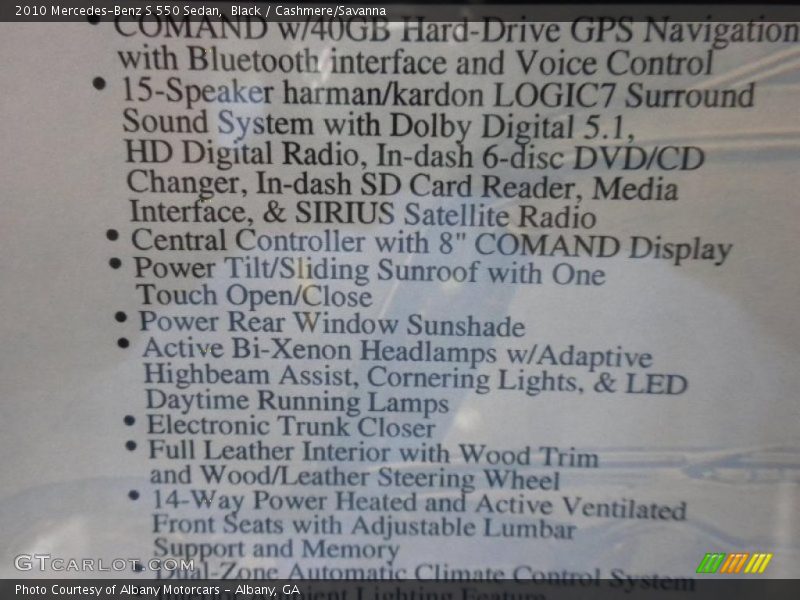 2010 Mercedes-Benz S 550 Sedan, Black / Cashmere/Savanna
• COMAND w/40GB Hard-Drive GPS Navigation
with Bluetooth interface and Voice Control
• 15-Speaker harman/kardon LOGIC7 Surround
Sound System with Dolby Digital 5.1,
HD Digital Radio, In-dash 6-disc DVD/CD
Changer, In-dash SD Card Reader, Media
Interface, & SIRIUS Satellite Radio
• Central Controller with 8" COMAND Display
• Power Tilt/Sliding Sunroof with One
Touch Open/Close
• Power Rear Window Sunshade
• Active Bi-Xenon Headlamps w/Adaptive
Highbeam Assist, Cornering Lights, & LED
Daytime Running Lamps
• Electronic Trunk Closer
• Full Leather Interior with Wood Trim
and Wood/Leather Steering Wheel
• 14-Way Power Heated and Active Ventilated
Front Seats with Adjustable Lumbar
Support and Memory
• Dual-Zone Automatic Climate Control System
Ambient Lighting Feature
GTcarlot.com
Photo Courtesy of Albany Motorcars - Albany, GA